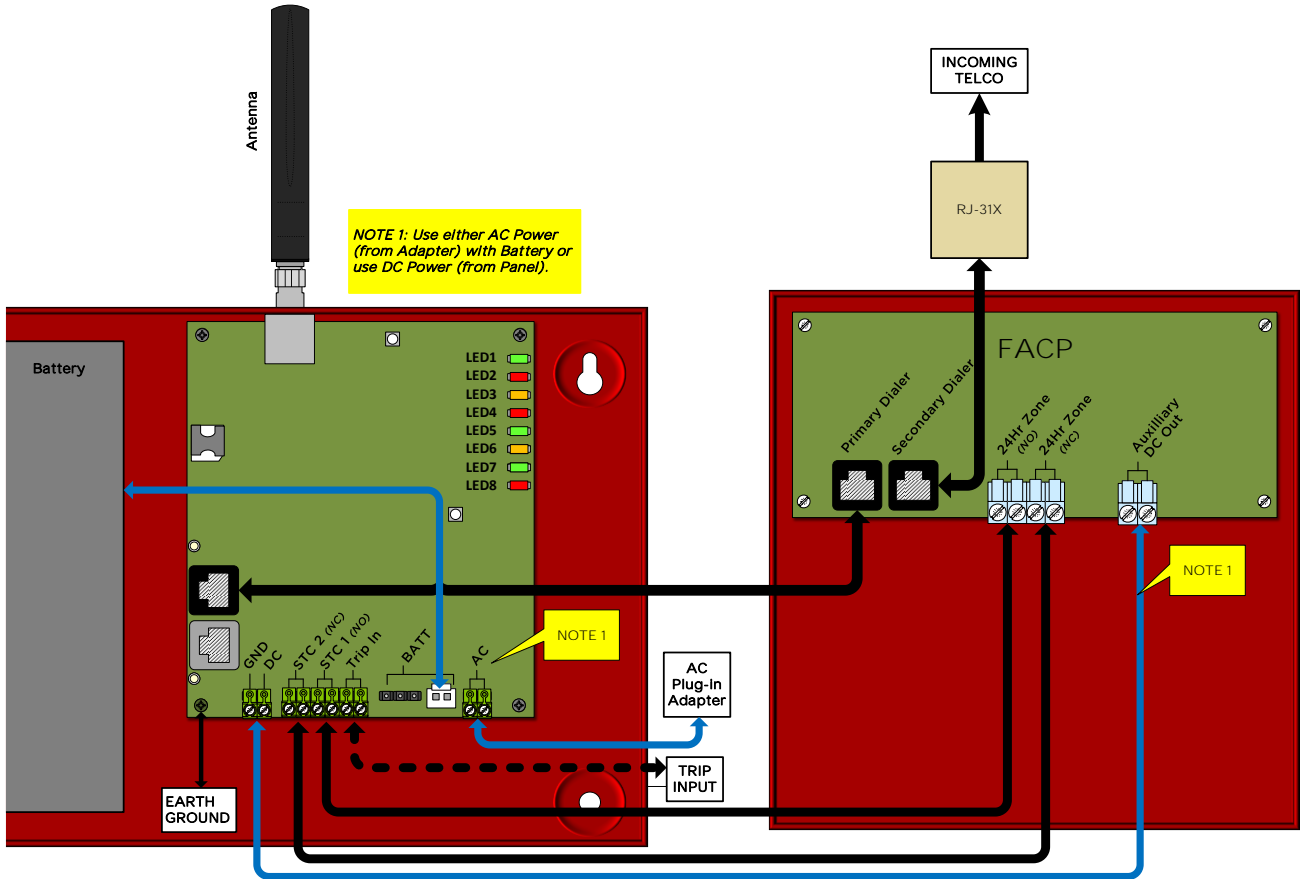 INCOMING
TELCO
Antenna
RJ-31X
NOTE 1: Use either AC Power
(from Adapter) with Battery or
use DC Power (from Panel).
Battery
LED1
LED2
LED3
LED4
LED5
LED6
LED7
LED8
FACP
Primary Dialer
Secondary Dialer
24Hr Zone
(NO)
24Hr Zone
(NC)
Auxilliary
DC Out
NOTE 1
GND
DC
STC 2 (NC)
STC 1 (NO)
Trip In
BATT
AC
NOTE 1
AC
Plug-In
Adapter
TRIP
INPUT
EARTH
GROUND